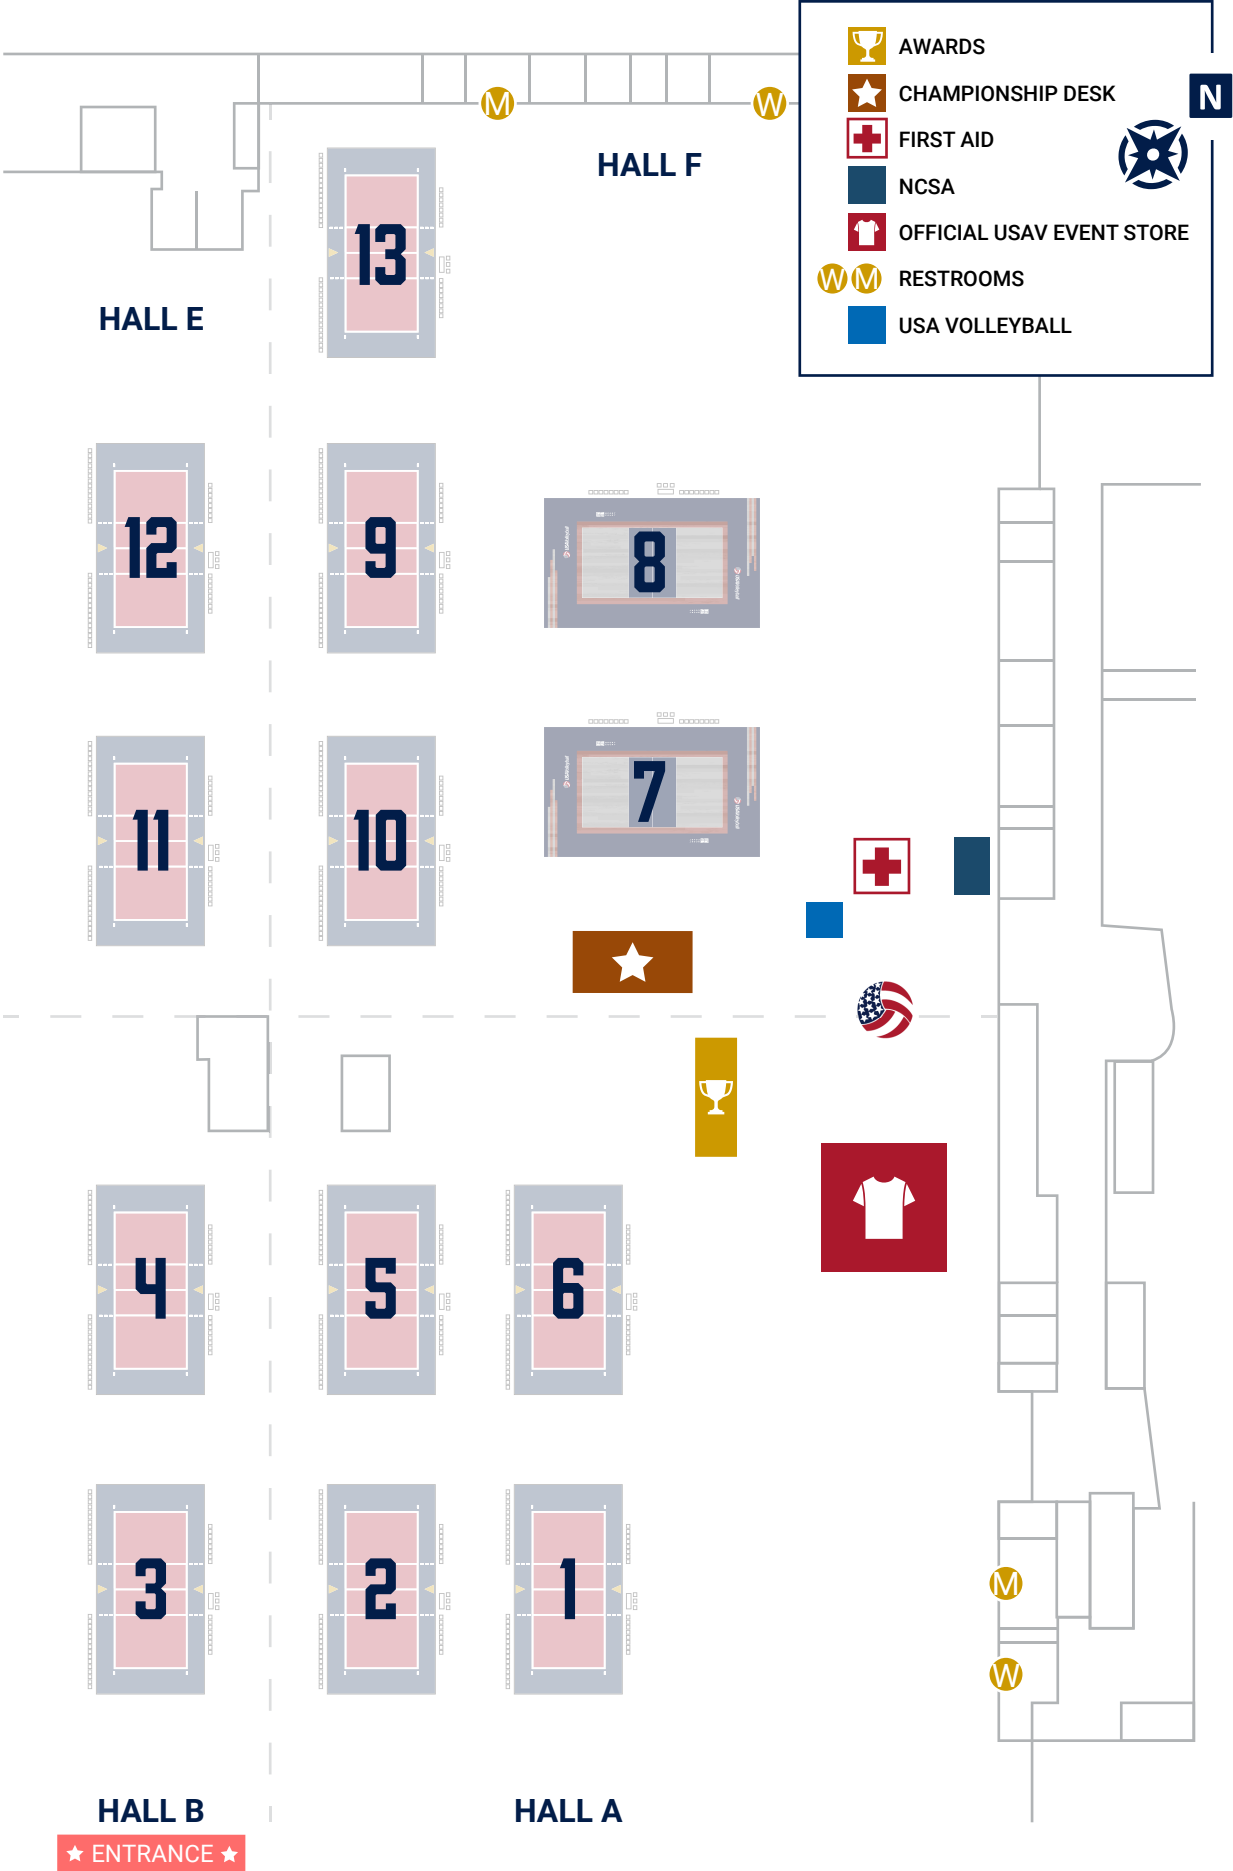 AWARDS
CHAMPIONSHIP DESK
FIRST AID
NCSA
OFFICIAL USAV EVENT STORE
W M RESTROOMS
USA VOLLEYBALL
N
M
W
HALL F
13
HALL E
12
9
8
11
10
7
4
5
6
3
2
1
M
W
HALL B
HALL A
ENTRANCE